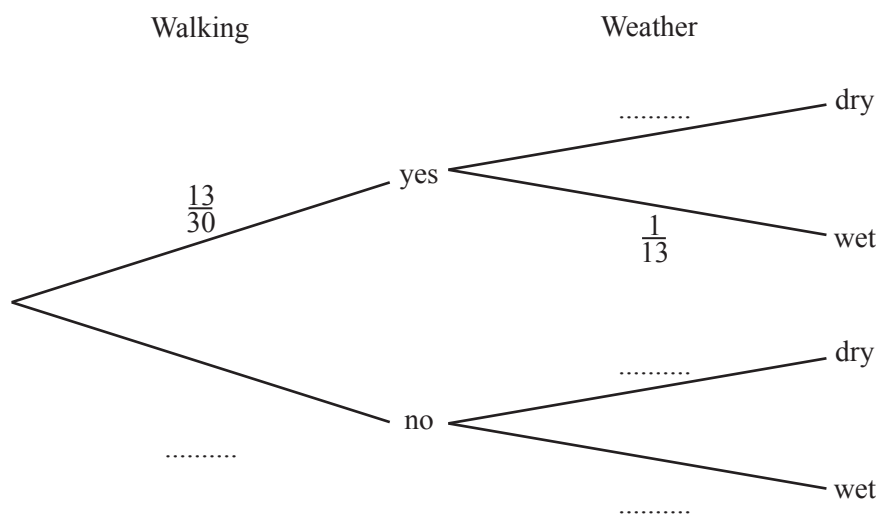 Walking Weather
.......... dry
yes
13/30
1/13 wet
.......... dry
no
..........
wet
..........